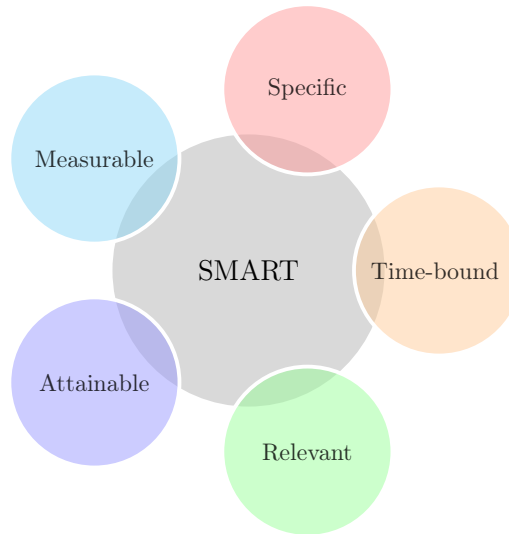 Specific
Measurable
SMART
Time-bound
Attainable
Relevant